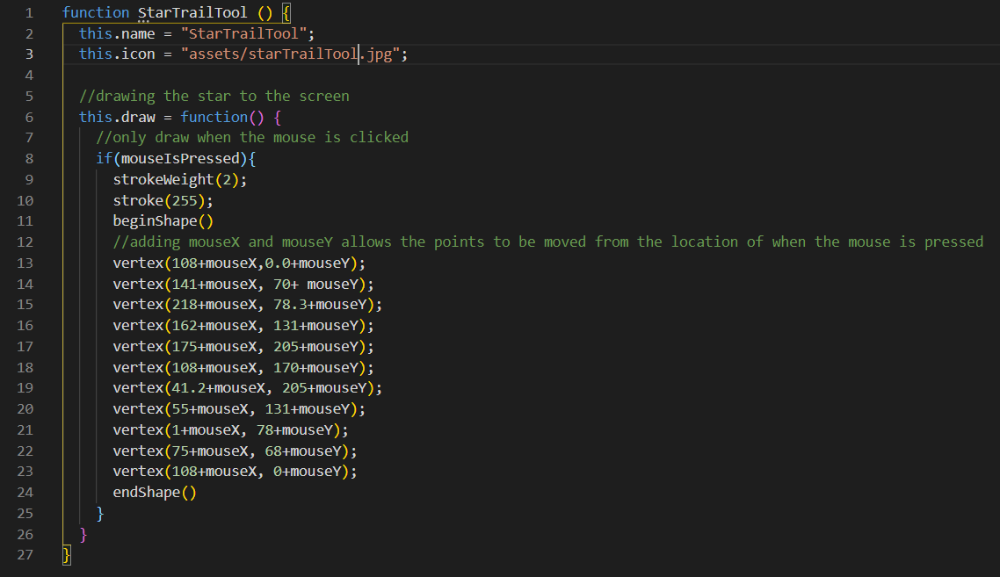 1 function StarTrailTool () {
2 this.name = "StarTrailTool";
3 this.icon = "assets/starTrailTool.jpg";
4
5 //drawing the star to the screen
6 this.draw = function() {
7 //only draw when the mouse is clicked
8 if(mouseIsPressed){
9 strokeWeight(2);
10 stroke(255);
11 beginShape()
12 //adding mouseX and mouseY allows the points to be moved from the location of when the mouse is pressed
13 vertex(108+mouseX,0.0+mouseY);
14 vertex(141+mouseX, 70+ mouseY);
15 vertex(218+mouseX, 78.3+mouseY);
16 vertex(162+mouseX, 131+mouseY);
17 vertex(175+mouseX, 205+mouseY);
18 vertex(108+mouseX, 170+mouseY);
19 vertex(41.2+mouseX, 205+mouseY);
20 vertex(55+mouseX, 131+mouseY);
21 vertex(1+mouseX, 78+mouseY);
22 vertex(75+mouseX, 68+mouseY);
23 vertex(108+mouseX, 0+mouseY);
24 endShape()
25 }
26 }
27 }